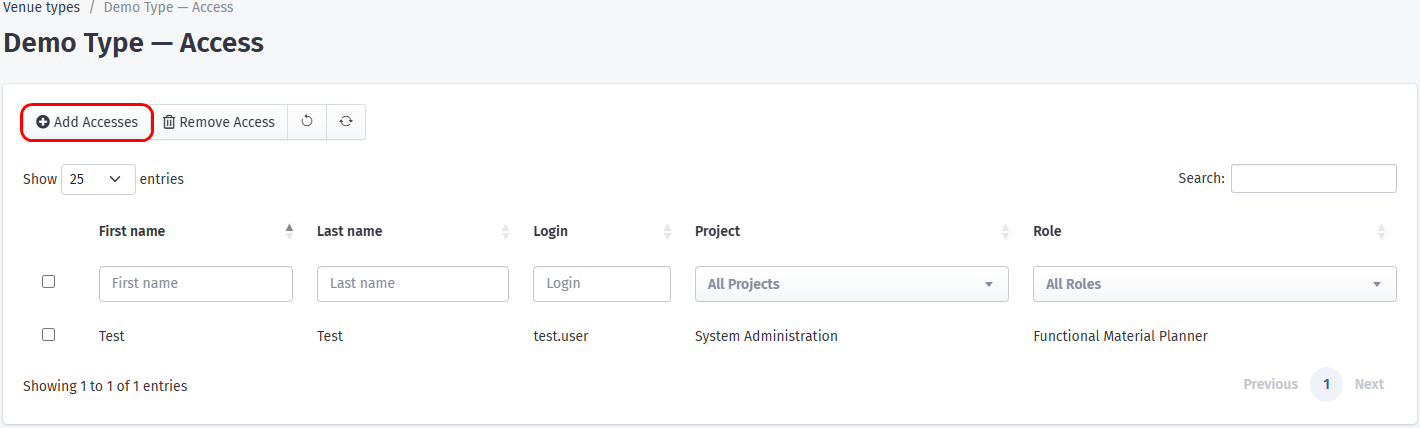 Venue types / Demo Type — Access
Demo Type — Access
Add Accesses Remove Access
Show 25 entries Search:
First name Last name Login Project Role
First name Last name Login All Projects All Roles
Test Test test.user System Administration Functional Material Planner
Showing 1 to 1 of 1 entries Previous 1 Next